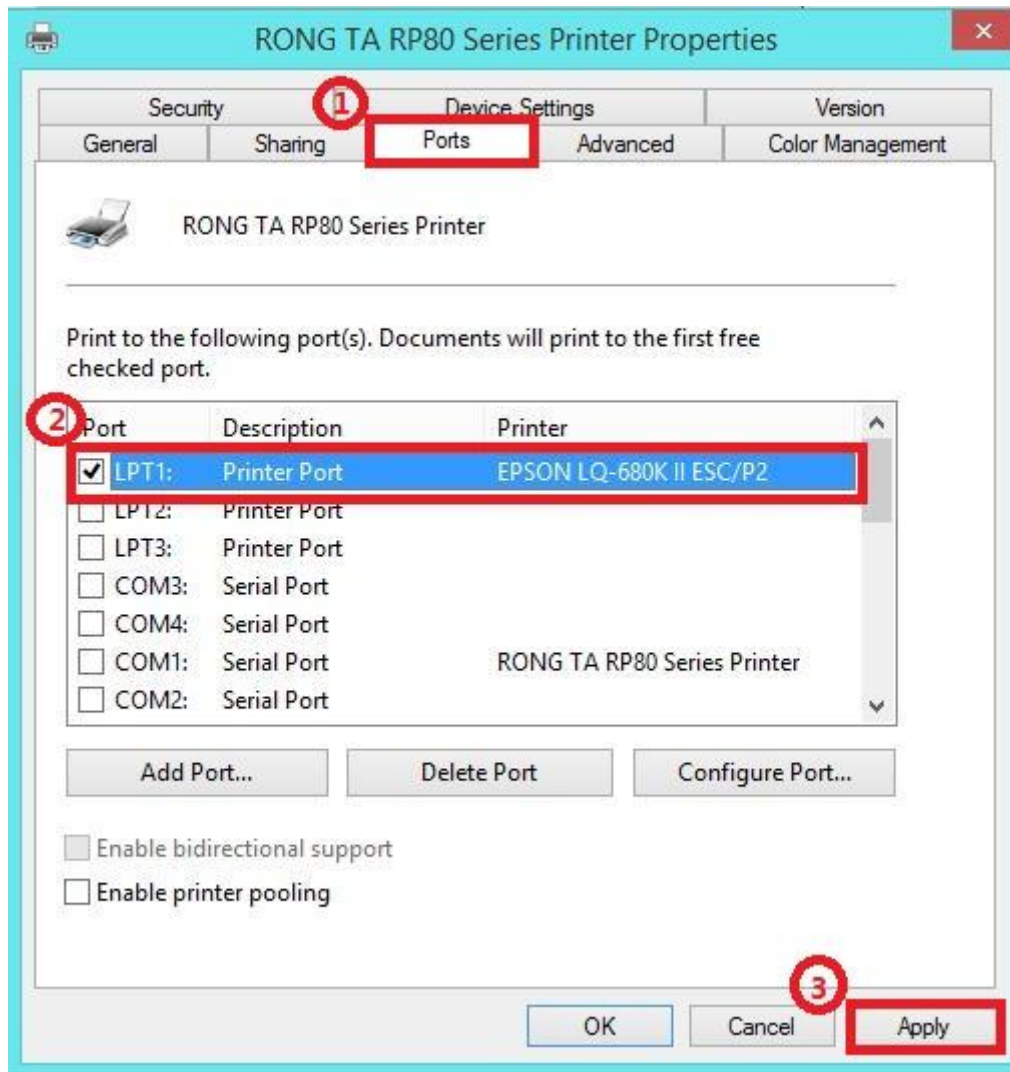 RONG TA RP80 Series Printer Properties
Security Device Settings Version
1
General Sharing Ports Advanced Color Management
RONG TA RP80 Series Printer
Print to the following port(s). Documents will print to the first free
checked port.
2
Port Description Printer
LPT1: Printer Port EPSON LQ-680K II ESC/P2
LPT2: Printer Port
LPT3: Printer Port
COM3: Serial Port
COM4: Serial Port
COM1: Serial Port RONG TA RP80 Series Printer
COM2: Serial Port
Add Port... Delete Port Configure Port...
Enable bidirectional support
Enable printer pooling
3
OK Cancel Apply